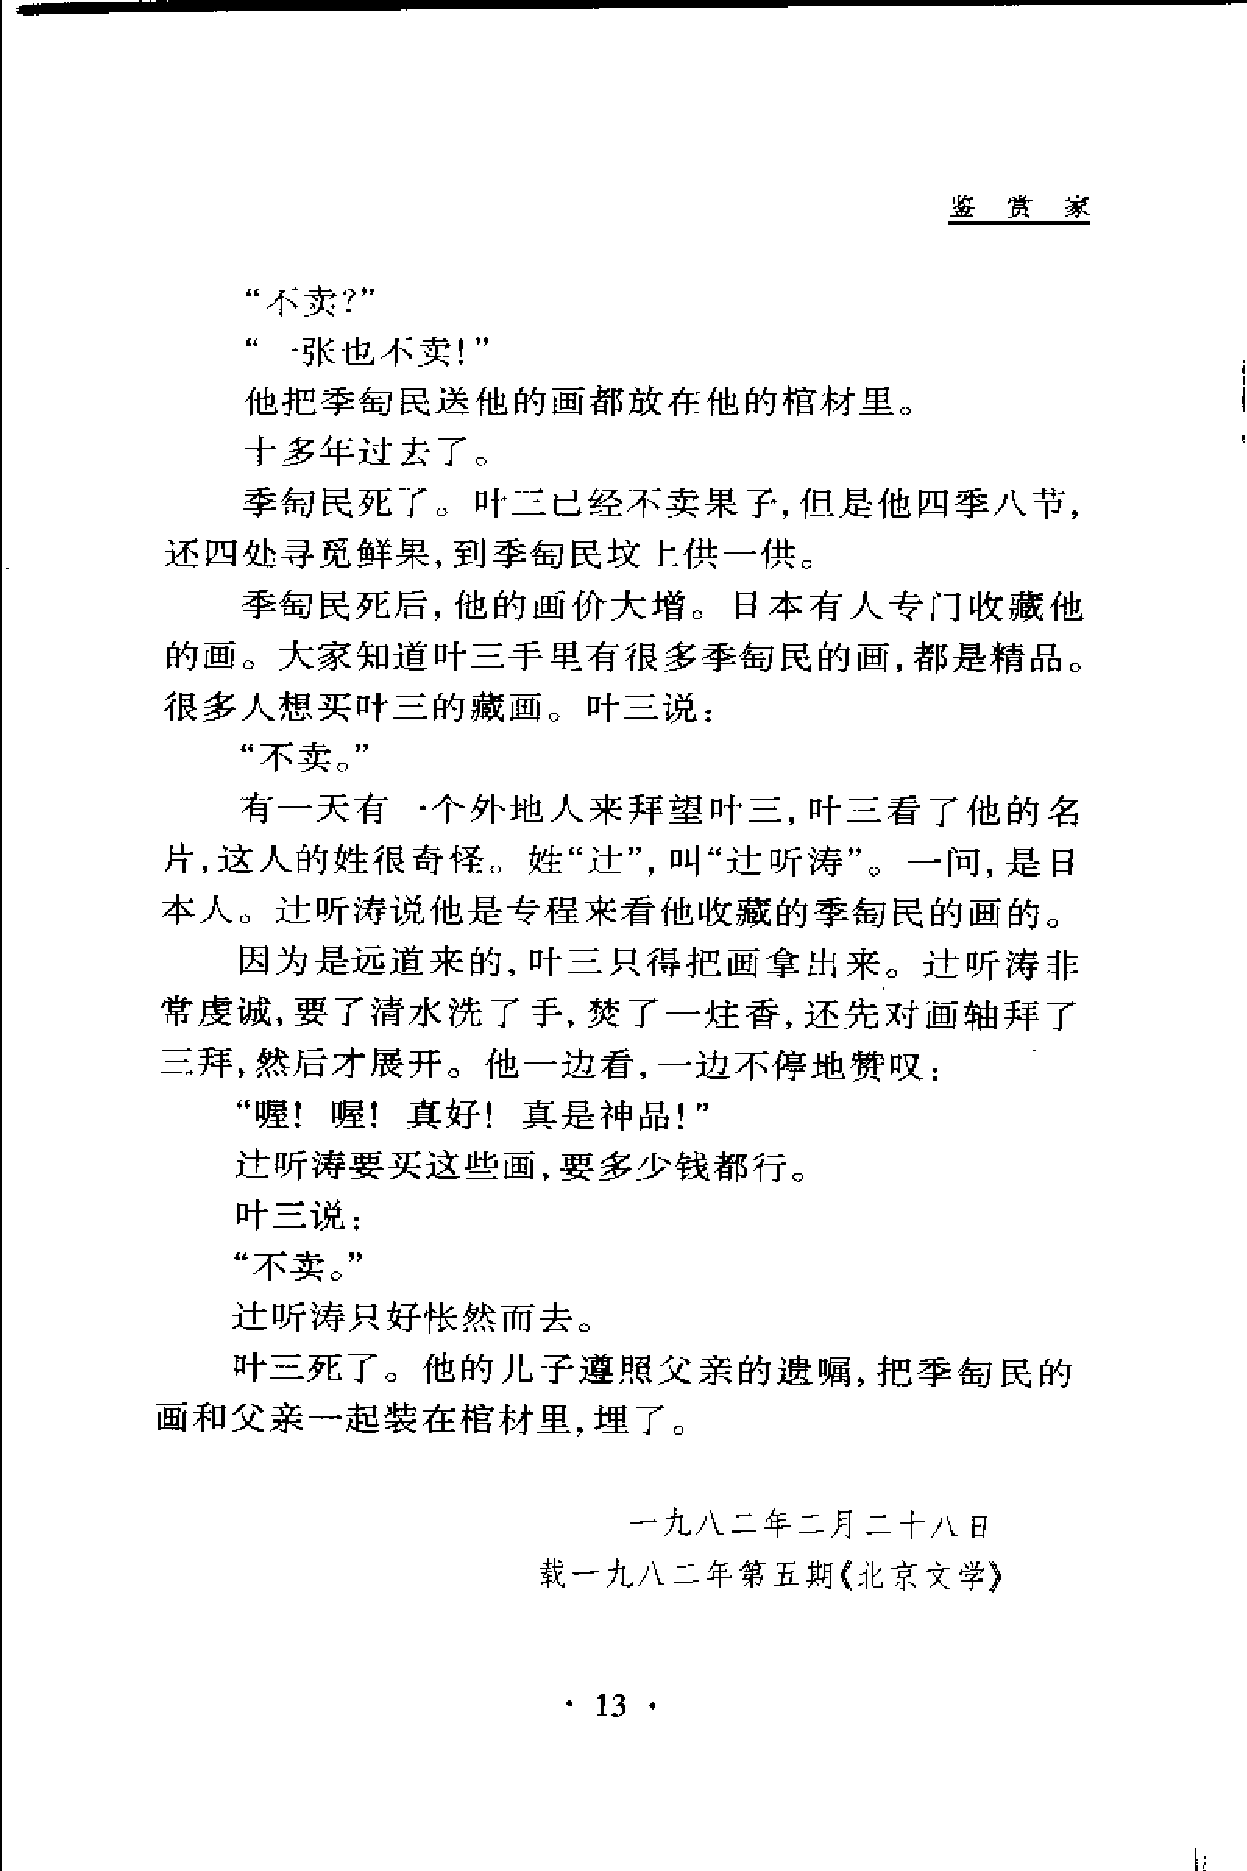 鉴赏家
“不卖?”
“一张也不卖!”
他把季匋民送他的画都放在他的棺材里。
十多年过去了。
季匋民死了。叶三已经不卖果子,但是他四季八节,
还四处寻觅鲜果,到季匋民坟上供一供。
季匋民死后,他的画价大增。日本有人专门收藏他
的画。大家知道叶三手里有很多季匋民的画,都是精品。
很多人想买叶三的藏画。叶三说:
“不卖。”
有一天有一个外地人来拜望叶三,叶三看了他的名
片,这人的姓很奇怪。姓“辻”,叫“辻听涛”。一问,是日
本人。辻听涛说他是专程来看他收藏的季匋民的画的。
因为是远道来的,叶三只得把画拿出来。辻听涛非
常虔诚,要了清水洗了手,焚了一炷香,还先对画轴拜了
三拜,然后才展开。他一边看,一边不停地赞叹:
“喔! 喔! 真好! 真是神品!”
辻听涛要买这些画,要多少钱都行。
叶三说:
“不卖。”
辻听涛只好怅然而去。
叶三死了。他的儿子遵照父亲的遗嘱,把季匋民的
画和父亲一起装在棺材里,埋了。
一九八二年二月二十八日
载一九八二年第五期《北京文学》
· 13 ·